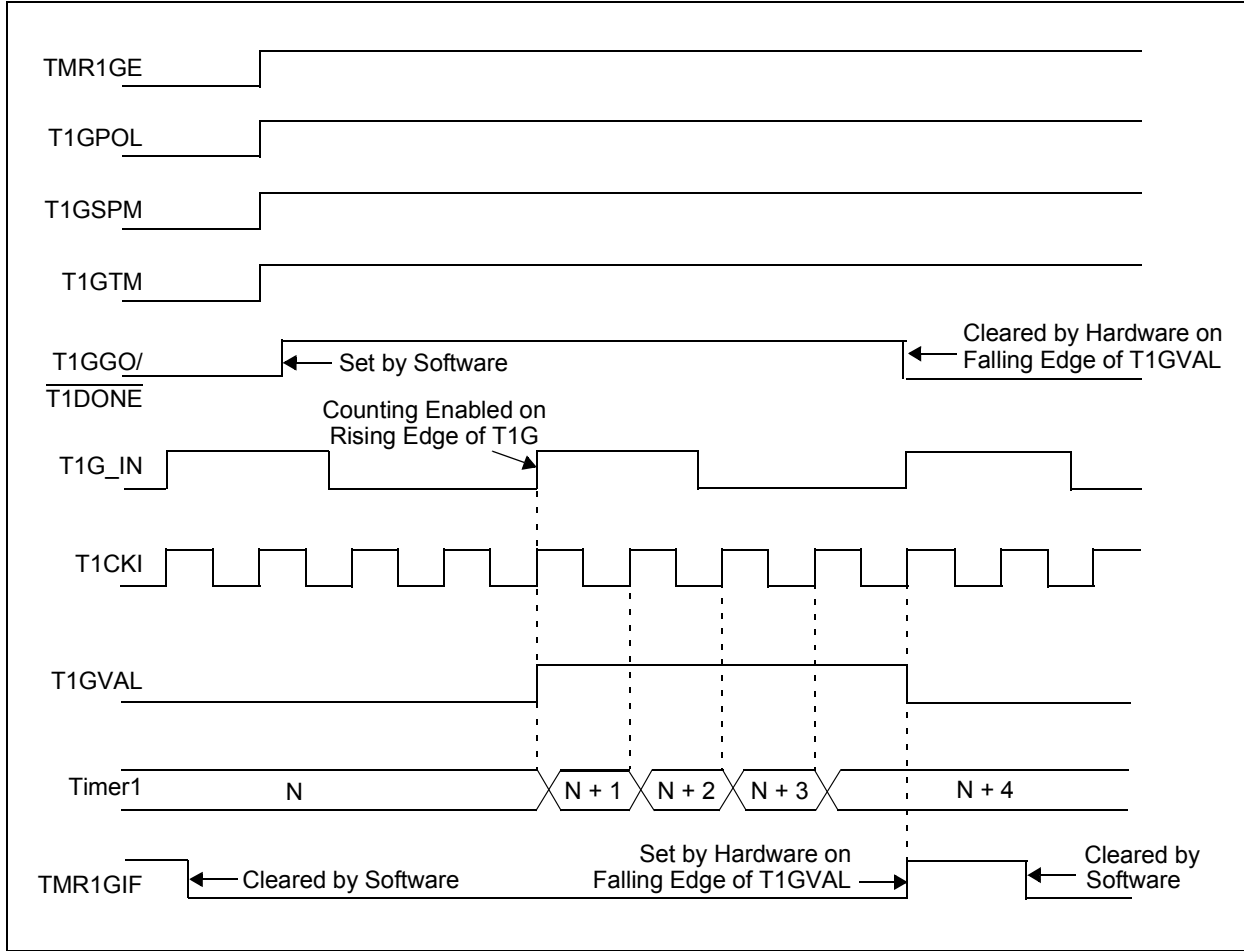 TMR1GE
T1GPOL
T1GSPM
T1GTM
T1GGO/
T1DONE
Set by Software
Cleared by Hardware on
Falling Edge of T1GVAL
Counting Enabled on
Rising Edge of T1G
T1G_IN
T1CKI
T1GVAL
Timer1
N
N + 1
N + 2
N + 3
N + 4
TMR1GIF
Cleared by Software
Set by Hardware on
Falling Edge of T1GVAL
Cleared by
Software